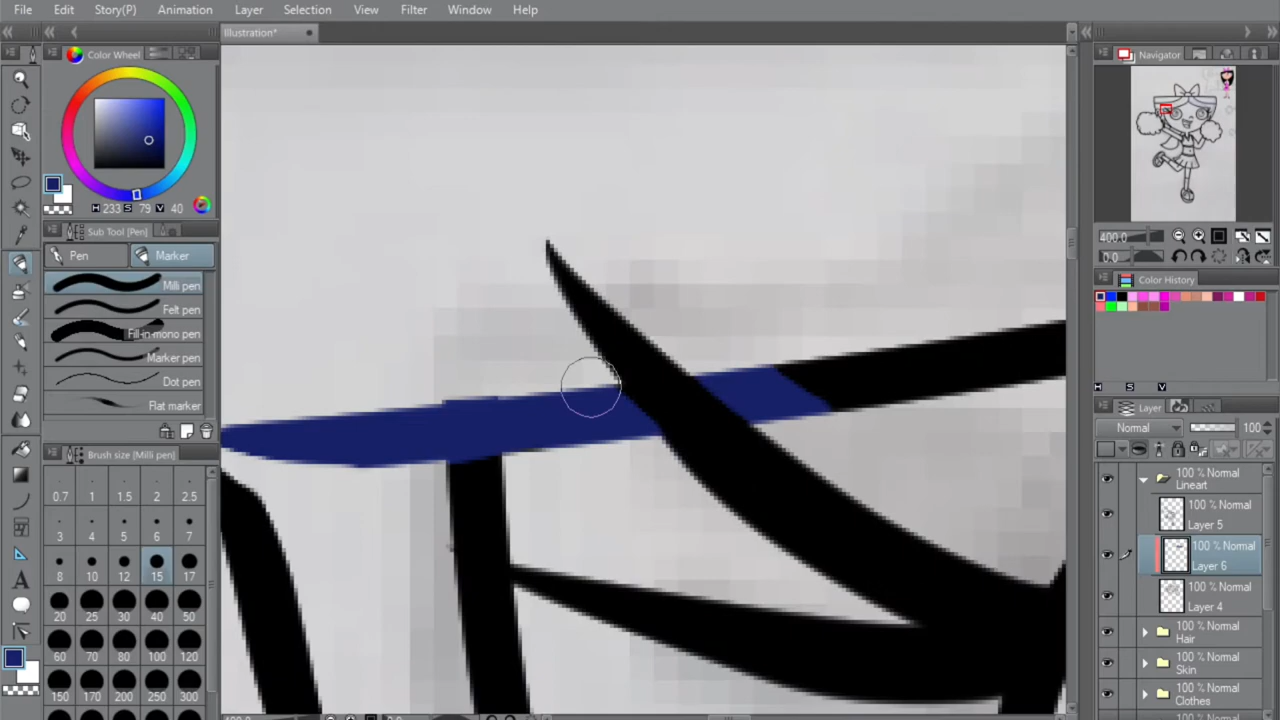 File Edit Story(P) Animation Layer Selection View Filter Window Help
Illustration*
Color Wheel
Navigator
H 233 S 79 V 40
Sub Tool [Pen]
Pen Marker
Milli pen
Felt pen
Fill-in mono pen
Marker pen
Dot pen
Flat marker
Brush size [Milli pen]
0.7 1 1.5 2 2.5
3 4 5 6 7
8 10 12 15 17
20 25 30 40 50
60 70 80 100 120
150 170 200 250 300
400.0
0.0
Color History
H S V
Layer
Normal 100
100 % Normal
Lineart
100 % Normal
Layer 5
100 % Normal
Layer 6
100 % Normal
Layer 4
100 % Normal
Hair
100 % Normal
Skin
100 % Normal
Clothes